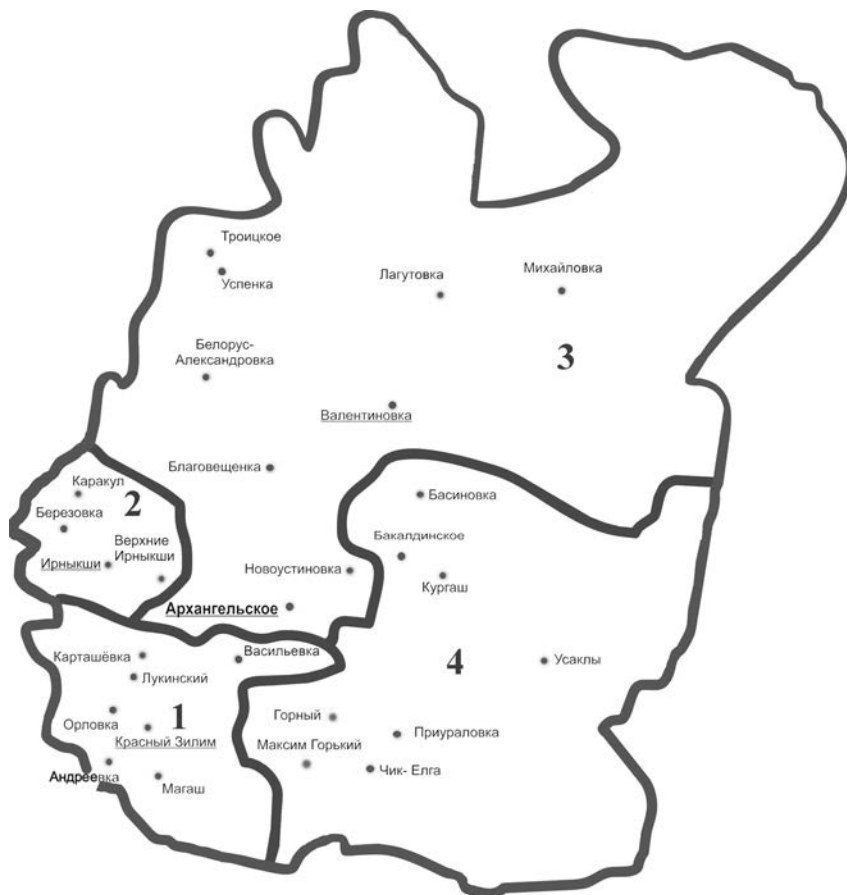 Троицкое
Успенка
Лагутовка
Михайловка
Белорус-
Александровка
3
Валентиновка
Благовещенка
Каракул
2
Басиновка
Березовка
Верхние
Ирныкши
Ирныкши
Бакалдинское
Новоустиновка
Кургаш
Архангельское
Васильевка
Карташёвка
4
Усаклы
Лукинский
1
Орловка
Горный
Красный Зилим
Приураловка
Максим Горький
Андреевка
Чик- Елга
Магаш